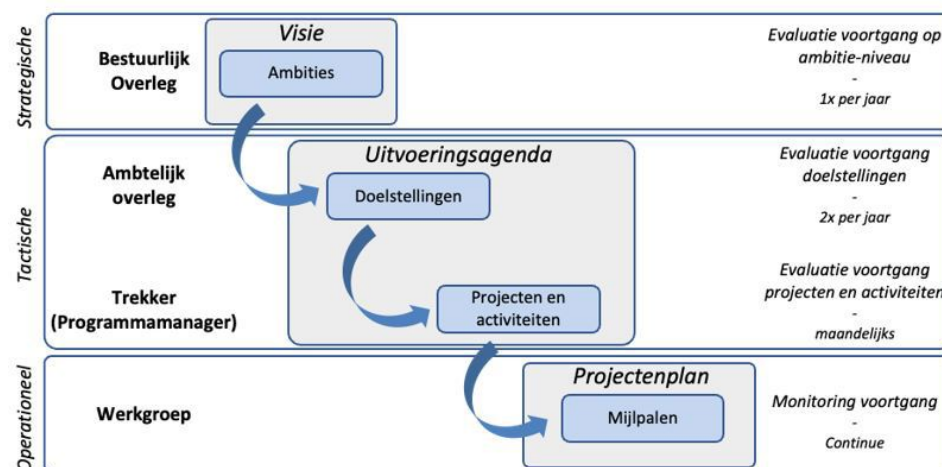 Strategische
Bestuurlijk
Overleg
Visie
Ambities
Evaluatie voortgang op
ambitie-niveau
-
1x per jaar
Tactische
Ambtelijk
overleg
Uitvoeringsagenda
Doelstellingen
Evaluatie voortgang
doelstellingen
-
2x per jaar
Trekker
(Programmamanager)
Projecten en
activiteiten
Evaluatie voortgang
projecten en activiteiten
-
maandelijks
Operationeel
Werkgroep
Projectenplan
Mijlpalen
Monitoring voortgang
-
Continue